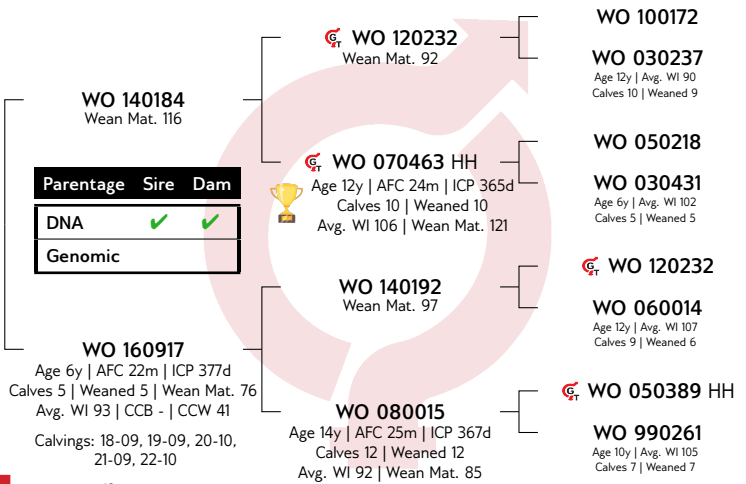 WO 140184
Wean Mat. 116
Parentage Sire Dam
DNA ✔ ✔
Genomic
WO 160917
Age 6y | AFC 22m | ICP 377d
Calves 5 | Weaned 5 | Wean Mat. 76
Avg. WI 93 | CCB - | CCW 41
Calvings: 18-09, 19-09, 20-10,
21-09, 22-10
GT WO 120232
Wean Mat. 92
GT WO 070463 HH
Age 12y | AFC 24m | ICP 365d
Calves 10 | Weaned 10
Avg. WI 106 | Wean Mat. 121
WO 140192
Wean Mat. 97
WO 080015
Age 14y | AFC 25m | ICP 367d
Calves 12 | Weaned 12
Avg. WI 92 | Wean Mat. 85
WO 100172
WO 030237
Age 12y | Avg. WI 90
Calves 10 | Weaned 9
WO 050218
WO 030431
Age 6y | Avg. WI 102
Calves 5 | Weaned 5
GT WO 120232
WO 060014
Age 12y | Avg. WI 107
Calves 9 | Weaned 6
GT WO 050389 HH
WO 990261
Age 10y | Avg. WI 105
Calves 7 | Weaned 7